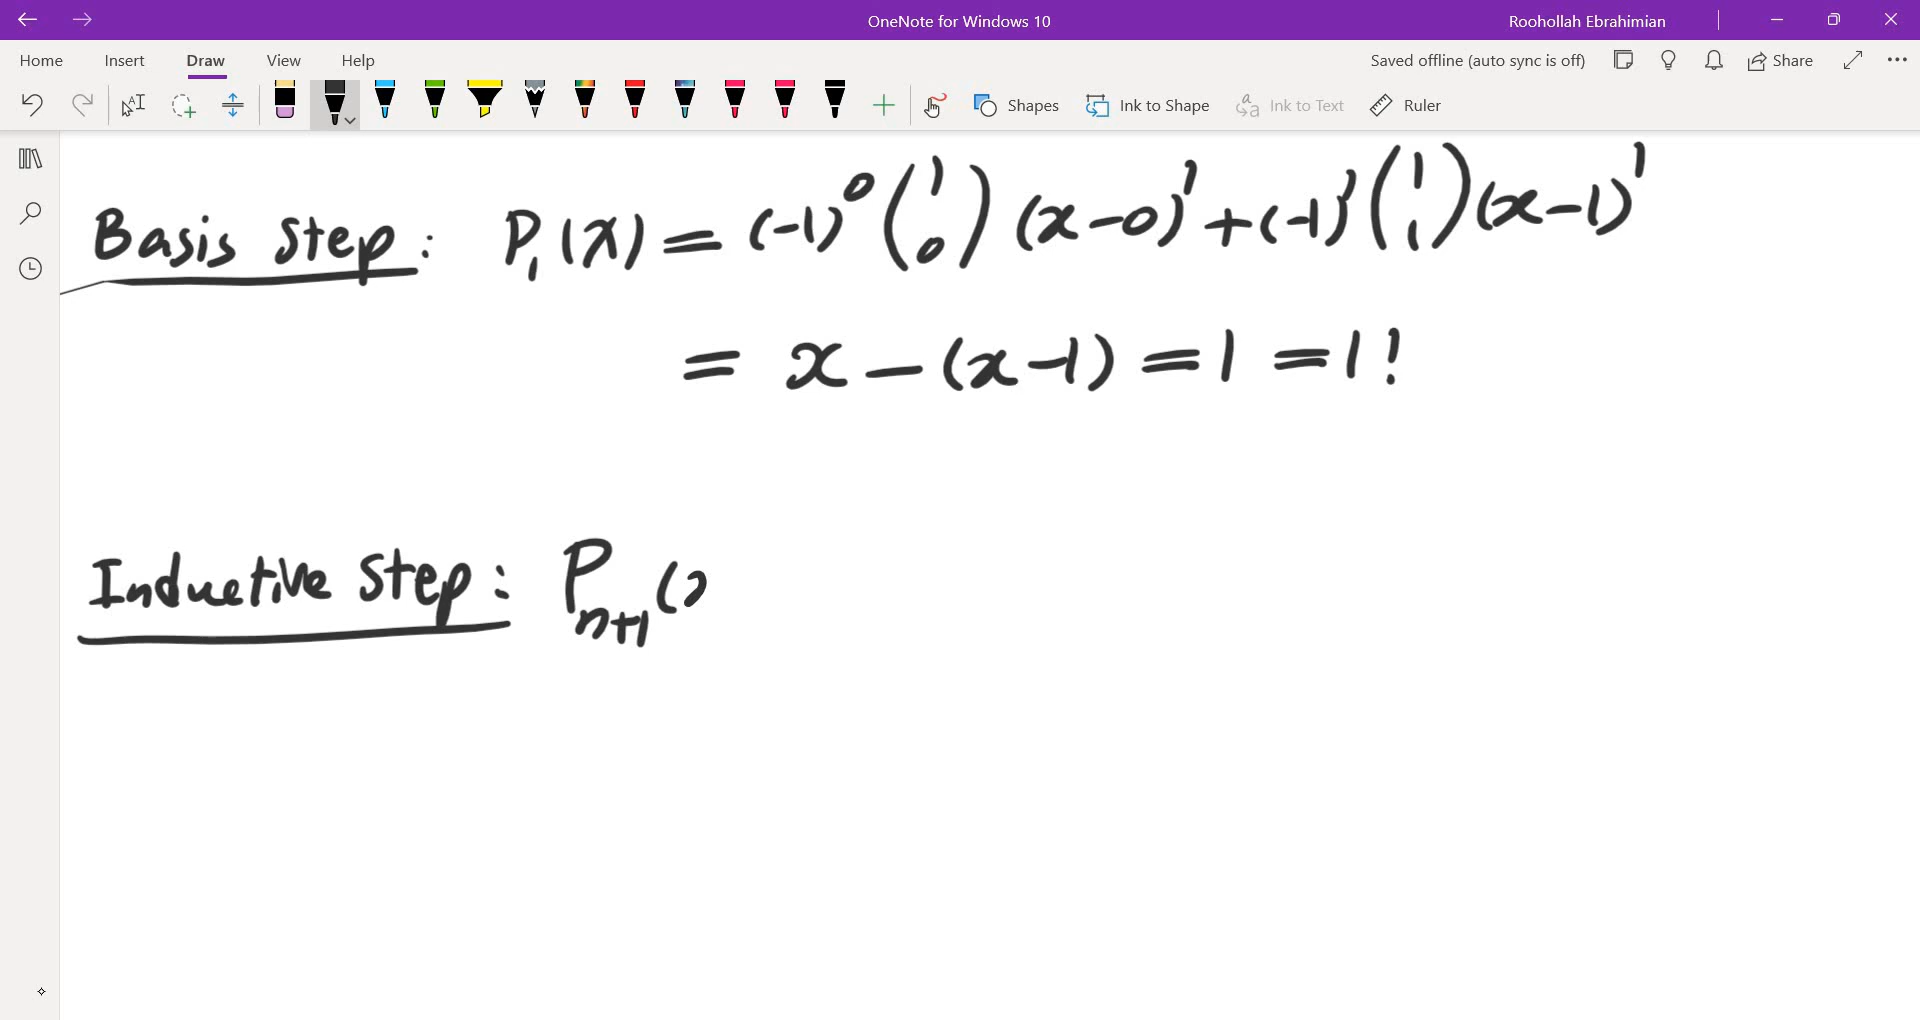 OneNote for Windows 10
Roohollah Ebrahimian
Home Insert Draw View Help
Saved offline (auto sync is off) Share
Shapes Ink to Shape Ink to Text Ruler
Basis Step: P₁(x) = (-1)⁰ (1 0) (x-0)¹ + (-1)¹ (1 1) (x-1)¹
= x - (x-1) = 1 = 1!
Inductive Step: Pₙ₊₁(